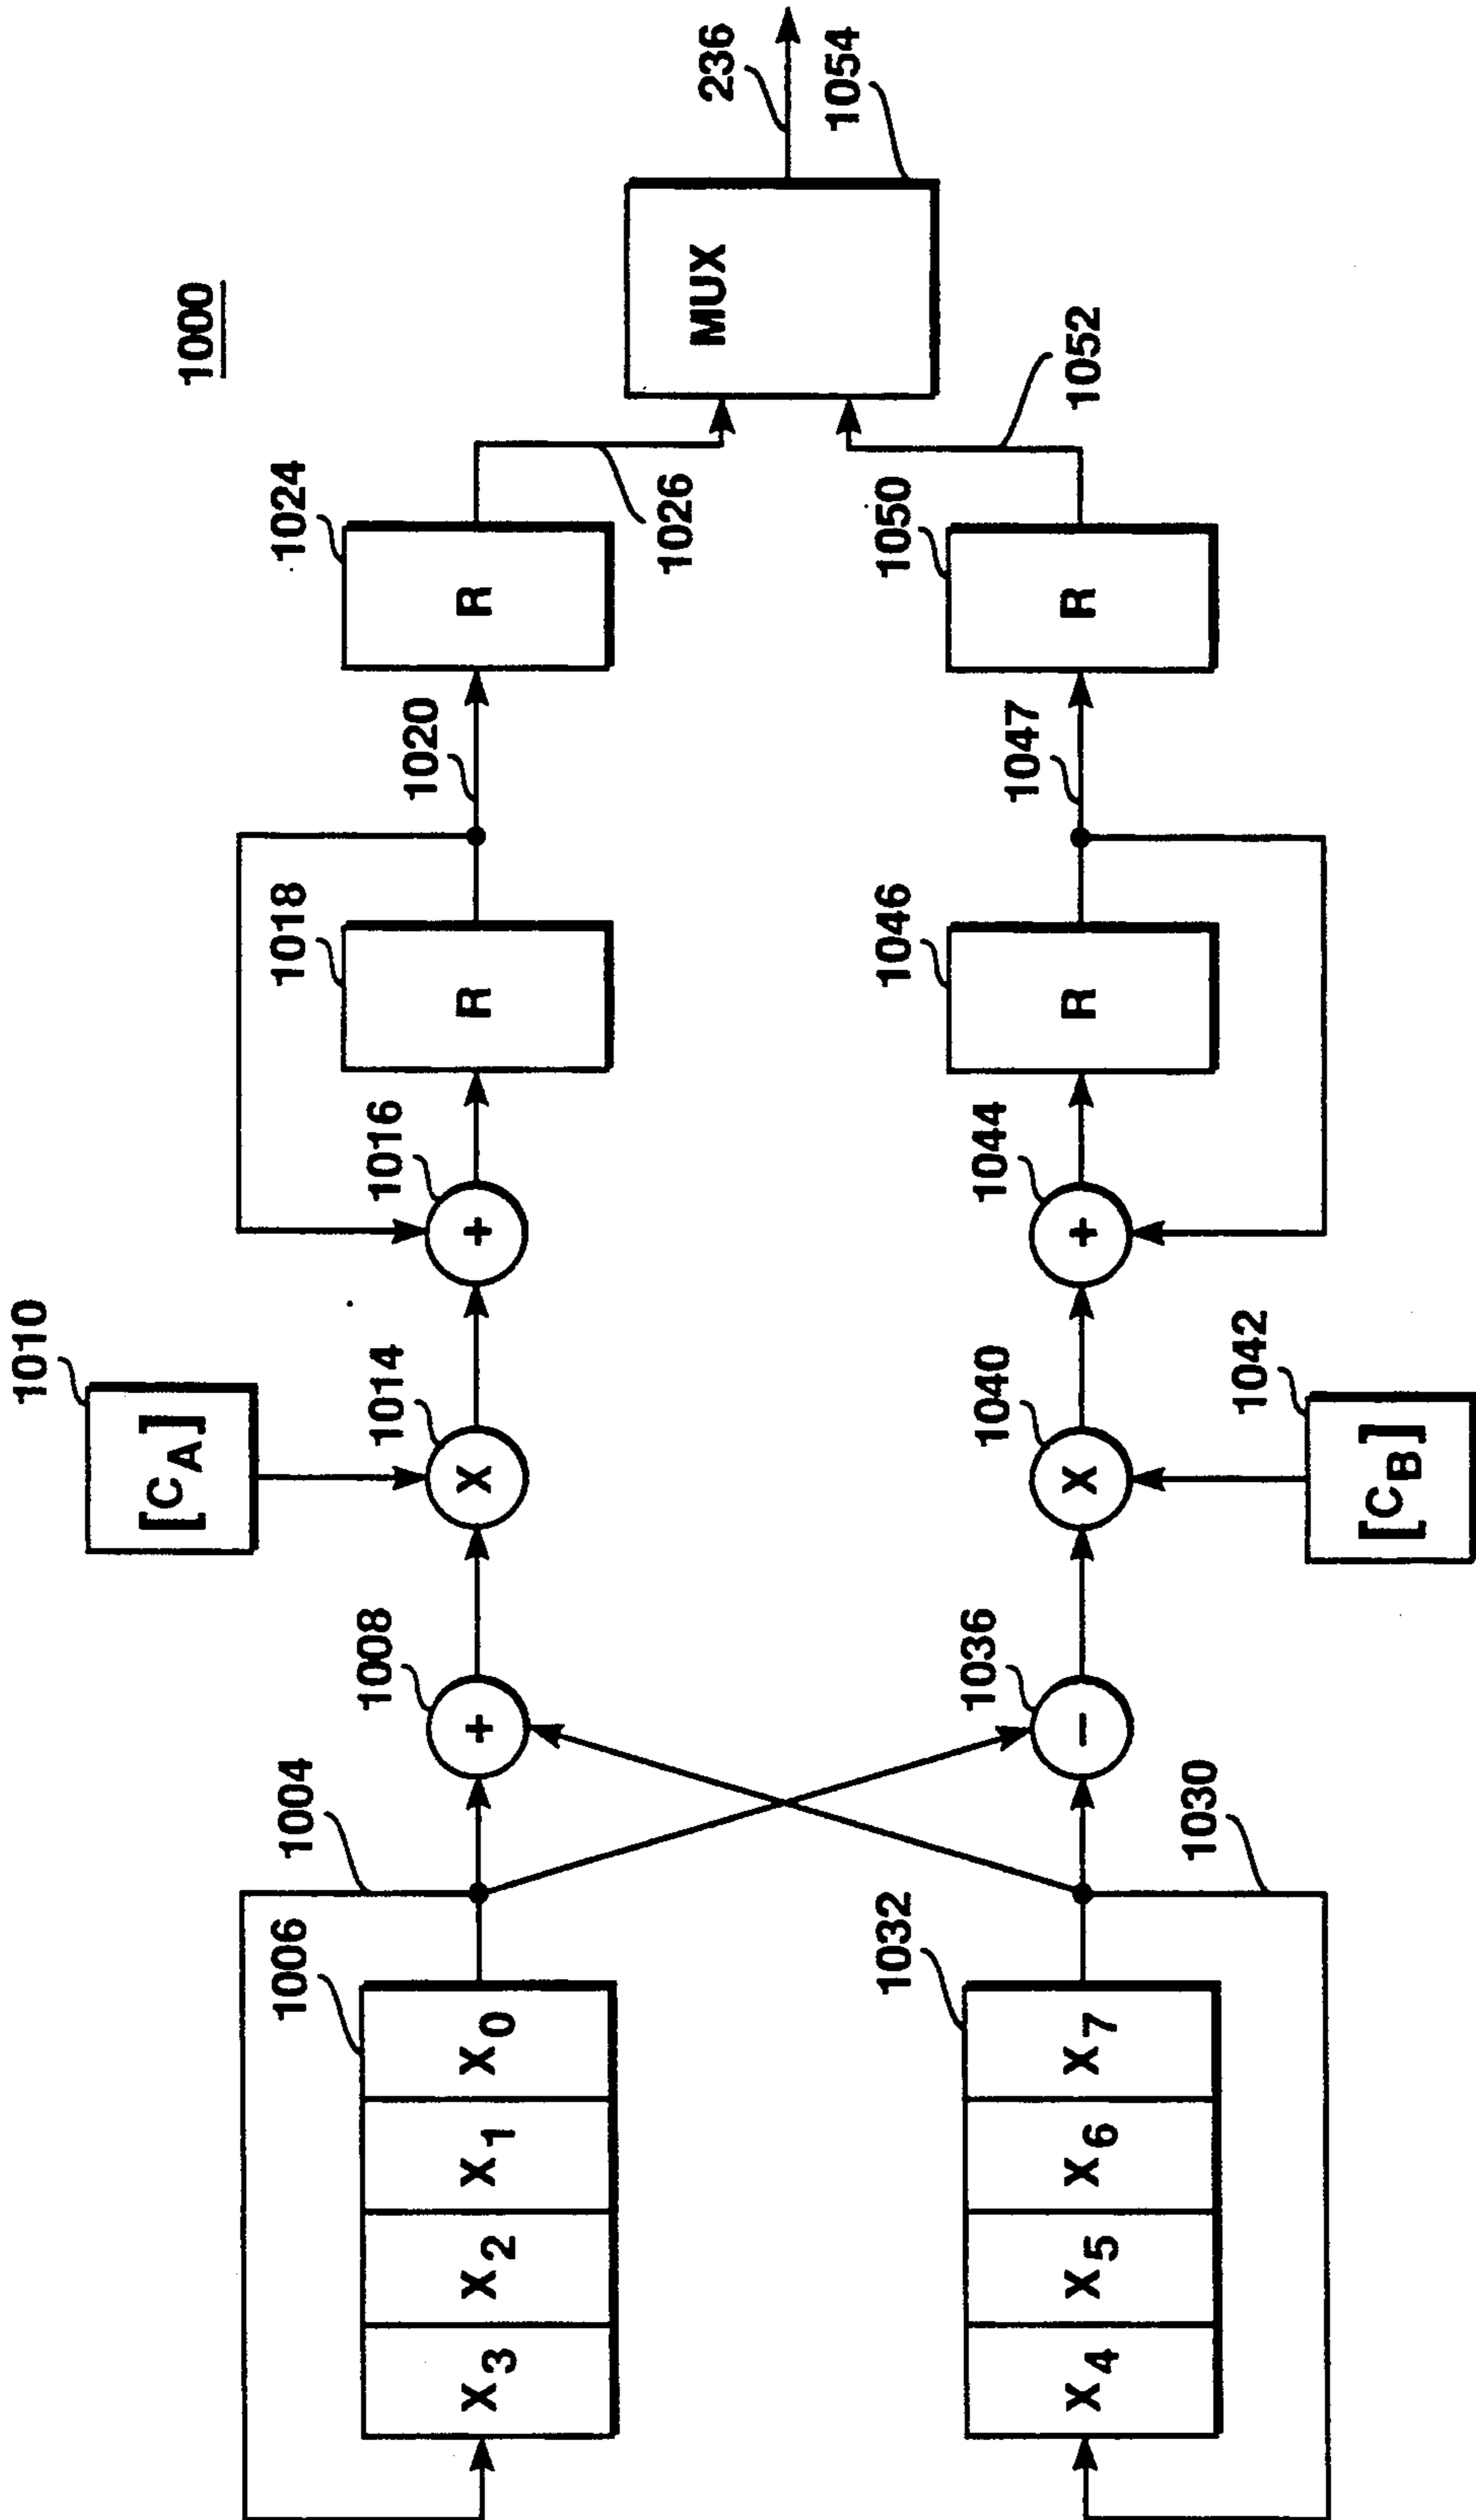 1000
1010
[CA]
1004
1006
X3 X2 X1 X0
1008
+
1014
X
1016
+
1018
R
1020
1024
R
1026
MUX
236
1054
1052
1030
1032
X4 X5 X6 X7
1036
-
1040
X
1042
[CB]
1044
+
1046
R
1047
1050
R